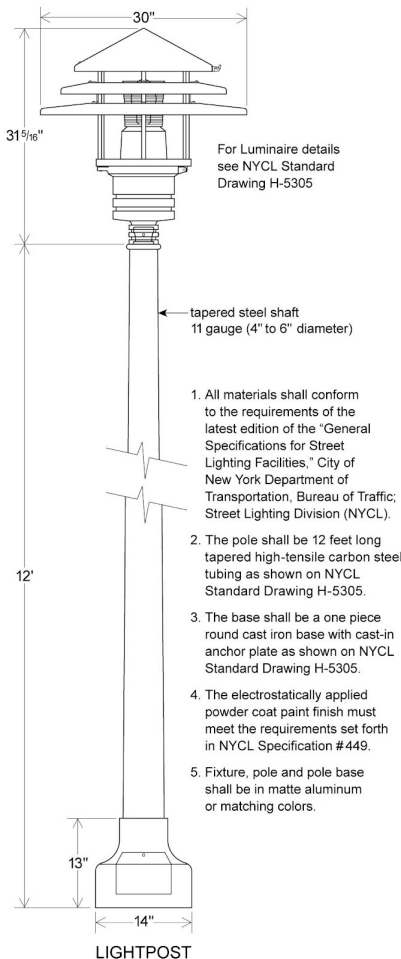 30"
31 5/16"
For Luminaire details
see NYCL Standard
Drawing H-5305
tapered steel shaft
11 gauge (4" to 6" diameter)
1. All materials shall conform
to the requirements of the
latest edition of the “General
Specifications for Street
Lighting Facilities,” City of
New York Department of
Transportation, Bureau of Traffic;
Street Lighting Division (NYCL).
2. The pole shall be 12 feet long
tapered high-tensile carbon steel
tubing as shown on NYCL
Standard Drawing H-5305.
12'
3. The base shall be a one piece
round cast iron base with cast-in
anchor plate as shown on NYCL
Standard Drawing H-5305.
4. The electrostatically applied
powder coat paint finish must
meet the requirements set forth
in NYCL Specification #449.
5. Fixture, pole and pole base
shall be in matte aluminum
or matching colors.
13"
14"
LIGHTPOST